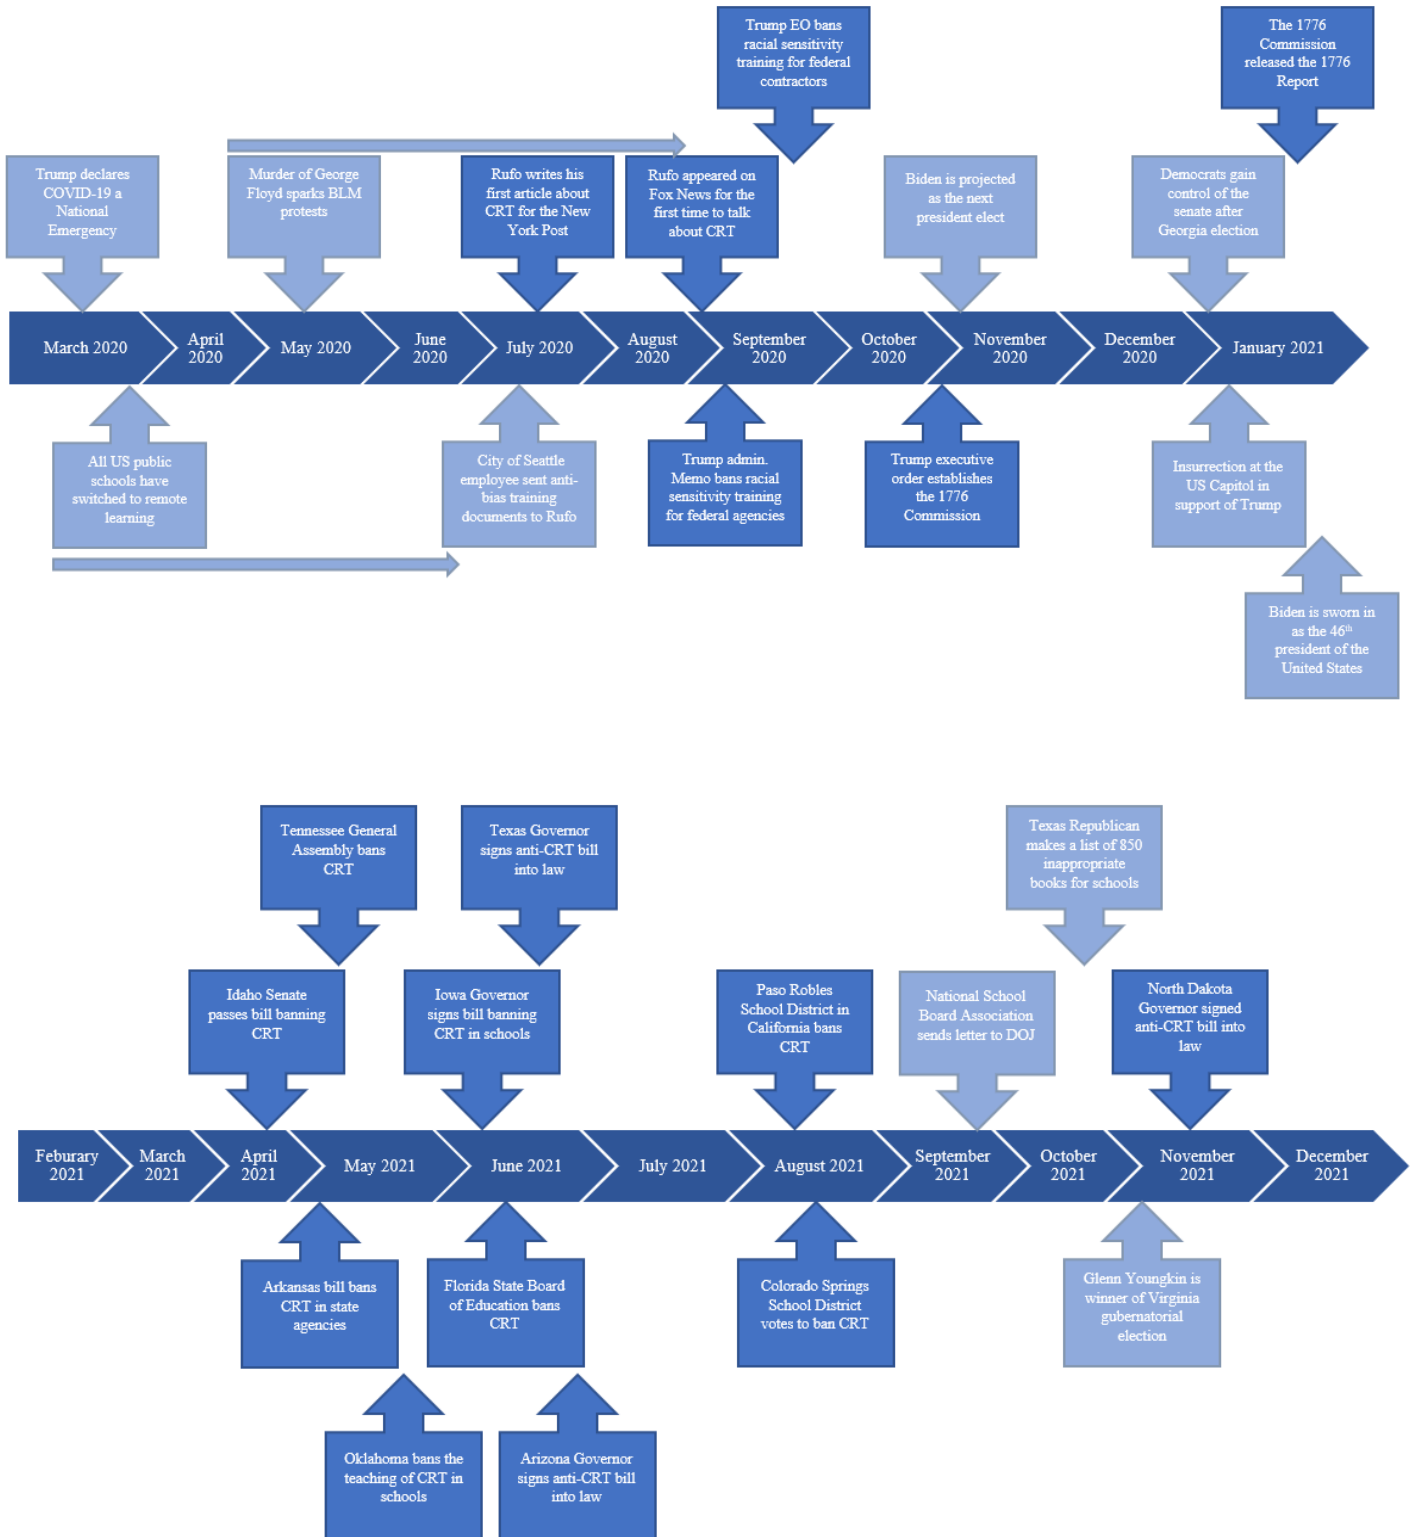 Trump EO bans
racial sensitivity
training for federal
contractors
The 1776
Commission
released the 1776
Report
Trump declares
COVID-19 a
National
Emergency
Murder of George
Floyd sparks BLM
protests
Rufo writes his
first article about
CRT for the New
York Post
Rufo appeared on
Fox News for the
first time to talk
about CRT
Biden is projected
as the next
president elect
Democrats gain
control of the
senate after
Georgia election
March 2020
April
2020
May 2020
June
2020
July 2020
August
2020
September
2020
October
2020
November
2020
December
2020
January 2021
All US public
schools have
switched to remote
learning
City of Seattle
employee sent anti-
bias training
documents to Rufo
Trump admin.
Memo bans racial
sensitivity training
for federal agencies
Trump executive
order establishes
the 1776
Commission
Insurrection at the
US Capitol in
support of Trump
Biden is sworn in
as the 46th
president of the
United States
Tennessee General
Assembly bans
CRT
Texas Governor
signs anti-CRT bill
into law
Texas Republican
makes a list of 850
inappropriate
books for schools
Idaho Senate
passes bill banning
CRT
Iowa Governor
signs bill banning
CRT in schools
Paso Robles
School District in
California bans
CRT
National School
Board Association
sends letter to DOJ
North Dakota
Governor signed
anti-CRT bill into
law
Feburary
2021
March
2021
April
2021
May 2021
June 2021
July 2021
August 2021
September
2021
October
2021
November
2021
December
2021
Arkansas bill bans
CRT in state
agencies
Florida State Board
of Education bans
CRT
Colorado Springs
School District
votes to ban CRT
Glenn Youngkin is
winner of Virginia
gubernatorial
election
Oklahoma bans the
teaching of CRT in
schools
Arizona Governor
signs anti-CRT bill
into law